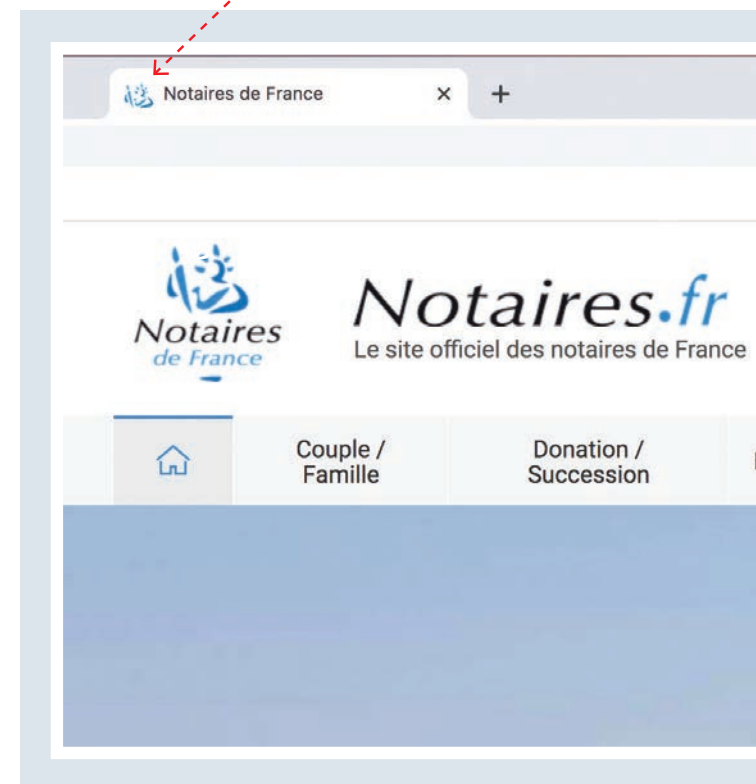 Notaires de France
Notaires
de France
Notaires.fr
Le site officiel des notaires de France
Couple /
Famille
Donation /
Succession